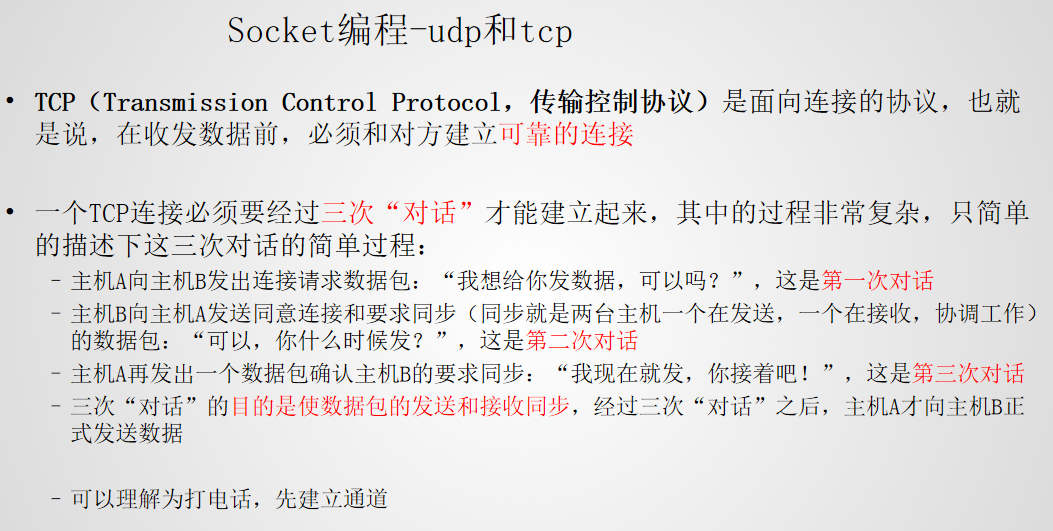 Socket编程-udp和tcp
• TCP（Transmission Control Protocol，传输控制协议）是面向连接的协议，也就
是说，在收发数据前，必须和对方建立可靠的连接
• 一个TCP连接必须要经过三次“对话”才能建立起来，其中的过程非常复杂，只简单
的描述下这三次对话的简单过程：
– 主机A向主机B发出连接请求数据包：“我想给你发数据，可以吗？”，这是第一次对话
– 主机B向主机A发送同意连接和要求同步（同步就是两台主机一个在发送，一个在接收，协调工作）
的数据包：“可以，你什么时候发？”，这是第二次对话
– 主机A再发出一个数据包确认主机B的要求同步：“我现在就发，你接着吧！”，这是第三次对话
– 三次“对话”的目的是使数据包的发送和接收同步，经过三次“对话”之后，主机A才向主机B正
式发送数据
– 可以理解为打电话，先建立通道